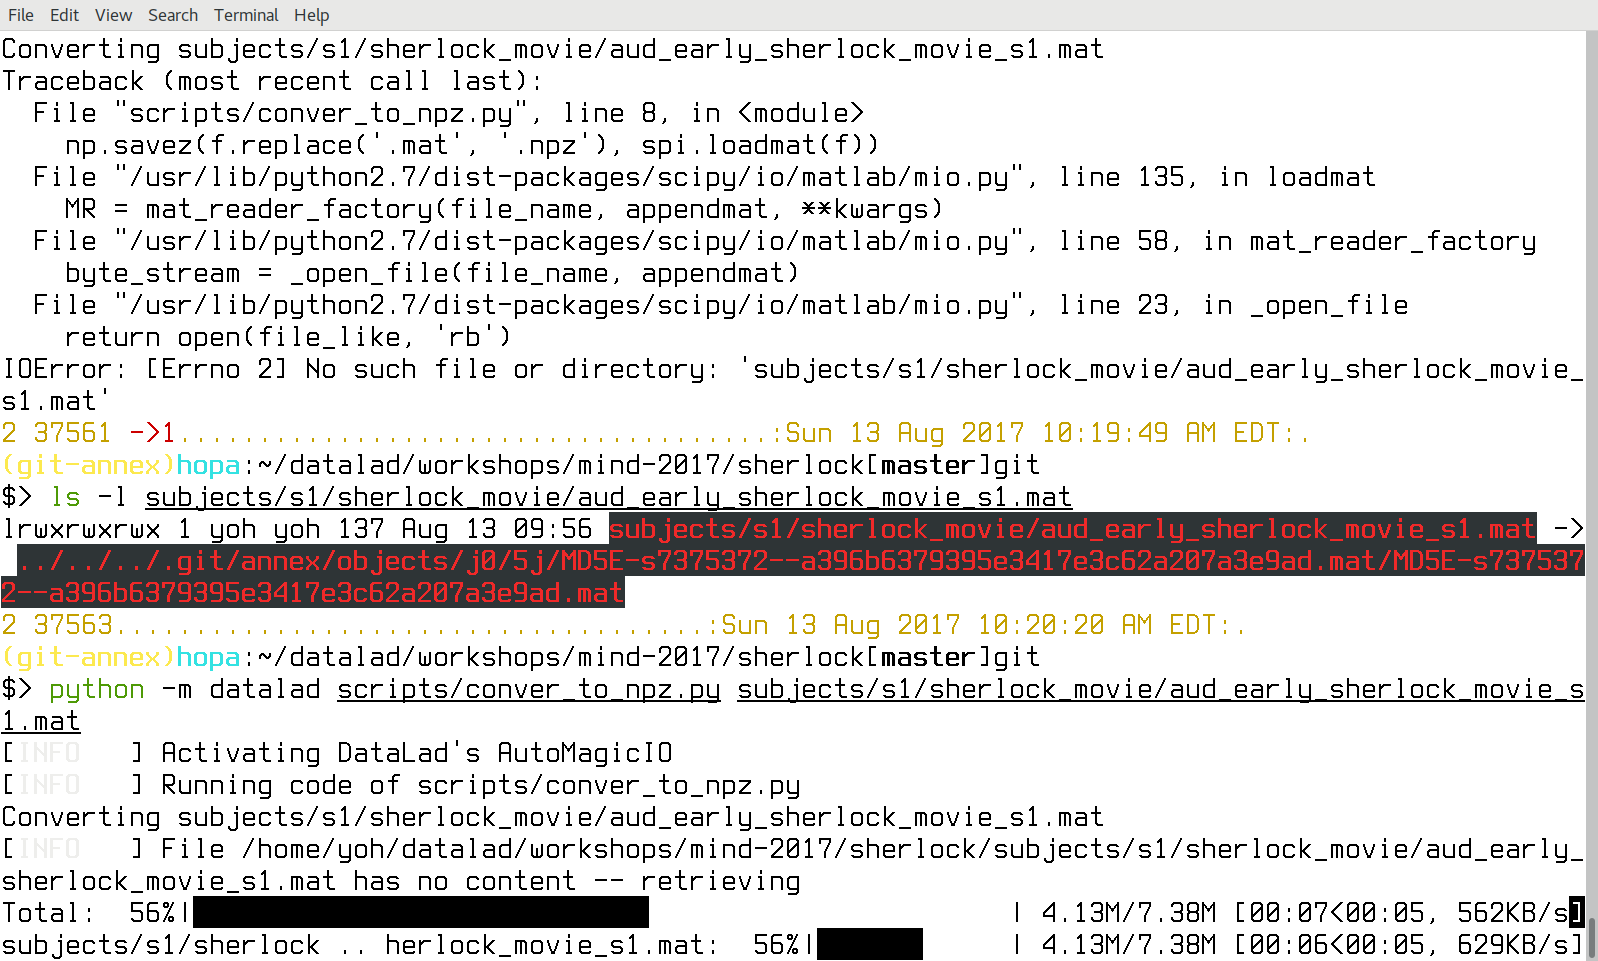 File Edit View Search Terminal Help
Converting subjects/s1/sherlock_movie/aud_early_sherlock_movie_s1.mat
Traceback (most recent call last):
  File "scripts/conver_to_npz.py", line 8, in <module>
    np.savez(f.replace('.mat', '.npz'), spi.loadmat(f))
  File "/usr/lib/python2.7/dist-packages/scipy/io/matlab/mio.py", line 135, in loadmat
    MR = mat_reader_factory(file_name, appendmat, **kwargs)
  File "/usr/lib/python2.7/dist-packages/scipy/io/matlab/mio.py", line 58, in mat_reader_factory
    byte_stream = _open_file(file_name, appendmat)
  File "/usr/lib/python2.7/dist-packages/scipy/io/matlab/mio.py", line 23, in _open_file
    return open(file_like, 'rb')
IOError: [Errno 2] No such file or directory: 'subjects/s1/sherlock_movie/aud_early_sherlock_movie_
s1.mat'
2 37561 ->1.....................................:Sun 13 Aug 2017 10:19:49 AM EDT:.
(git-annex)hopa:~/datalad/workshops/mind-2017/sherlock[master]git
$> ls -l subjects/s1/sherlock_movie/aud_early_sherlock_movie_s1.mat
lrwxrwxrwx 1 yoh yoh 137 Aug 13 09:56 subjects/s1/sherlock_movie/aud_early_sherlock_movie_s1.mat ->
 ../../../.git/annex/objects/j0/5j/MD5E-s7375372--a396b6379395e3417e3c62a207a3e9ad.mat/MD5E-s737537
2--a396b6379395e3417e3c62a207a3e9ad.mat
2 37563.....................................:Sun 13 Aug 2017 10:20:20 AM EDT:.
(git-annex)hopa:~/datalad/workshops/mind-2017/sherlock[master]git
$> python -m datalad scripts/conver_to_npz.py subjects/s1/sherlock_movie/aud_early_sherlock_movie_s
1.mat
[INFO   ] Activating DataLad's AutoMagicIO
[INFO   ] Running code of scripts/conver_to_npz.py
Converting subjects/s1/sherlock_movie/aud_early_sherlock_movie_s1.mat
[INFO   ] File /home/yoh/datalad/workshops/mind-2017/sherlock/subjects/s1/sherlock_movie/aud_early_
sherlock_movie_s1.mat has no content -- retrieving
Total:  56%| | 4.13M/7.38M [00:07<00:05, 562KB/s]
subjects/s1/sherlock .. herlock_movie_s1.mat:  56%| | 4.13M/7.38M [00:06<00:05, 629KB/s]